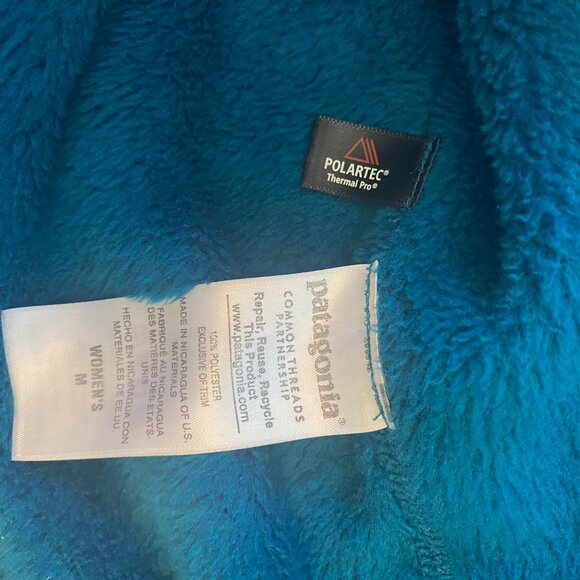 POLARTEC®
Thermal Pro®
patagonia®
COMMON THREADS
PARTNERSHIP
Repair, Reuse, Recycle
This Product
www.patagonia.com
100% POLYESTER
EXCLUSIVE OF TRIM
MADE IN NICARAGUA OF U.S.
MATERIALS
FABRIQUÉ AU NICARAGUA
DES MATIÈRES DES ÉTATS-
UNIS
HECHO EN NICARAGUA CON
MATERIALES DE EE.UU.
WOMEN'S
M